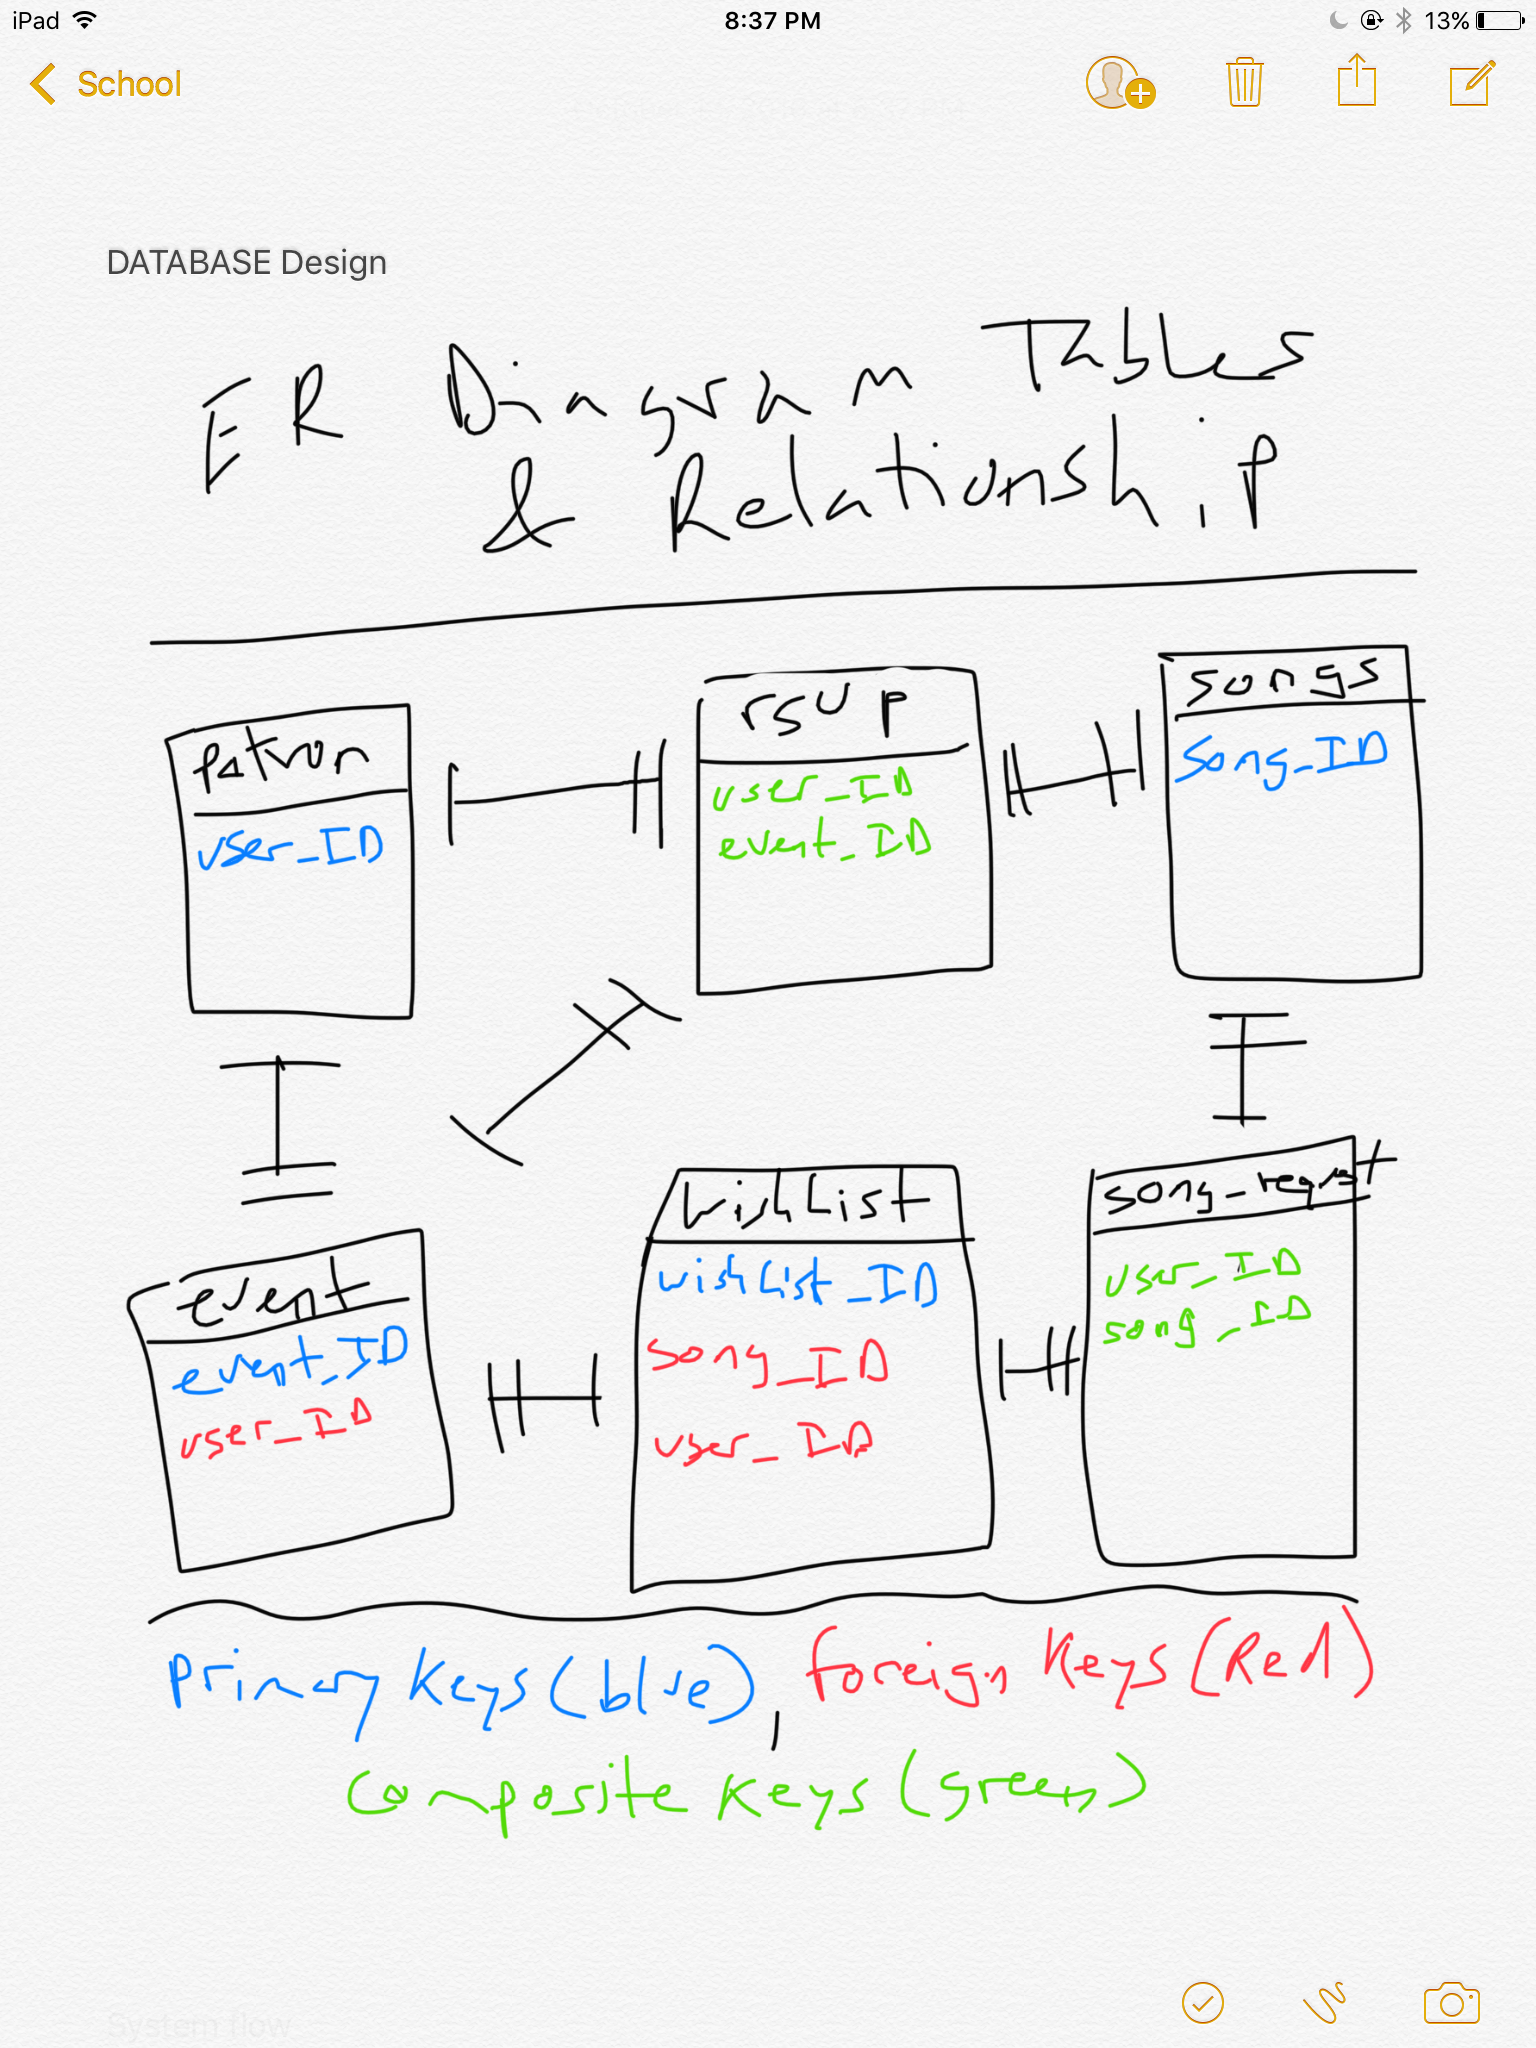 iPad 8:37 PM 13%
School
DATABASE Design
ER Diagram Tables
& Relationship
patron
user_ID
rsvp
user_ID
event_ID
songs
song_ID
event
event_ID
user_ID
wishlist
wishlist_ID
song_ID
user_ID
song_request
user_ID
song_ID
primary keys (blue), foreign keys (Red)
composite keys (green)
System flow